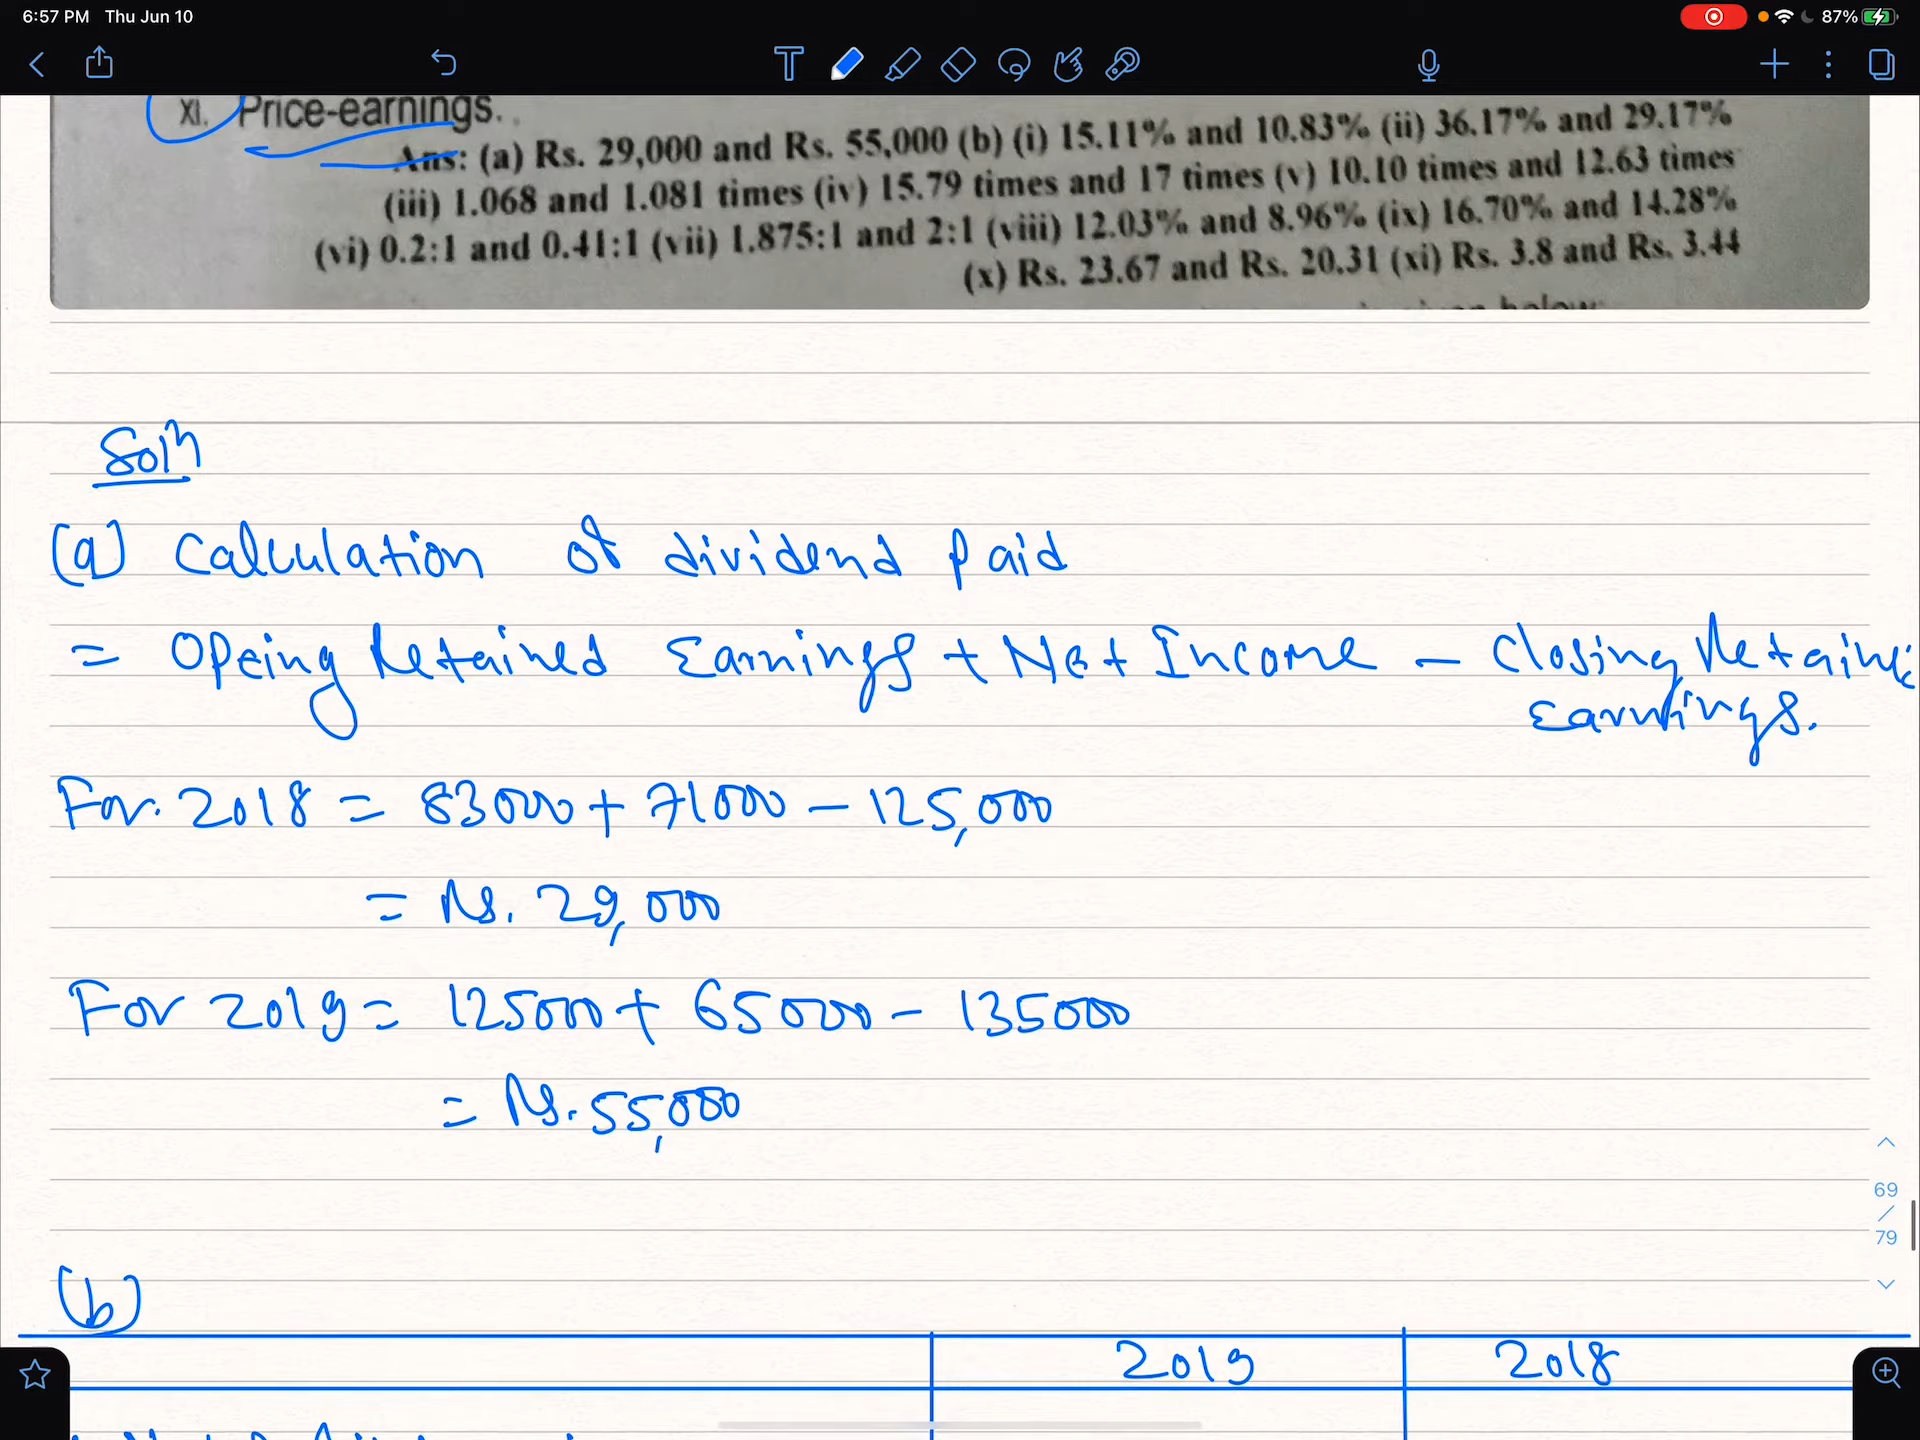 6:57 PM Thu Jun 10
87%
XI. Price-earnings.
Ans: (a) Rs. 29,000 and Rs. 55,000 (b) (i) 15.11% and 10.83% (ii) 36.17% and 29.17%
(iii) 1.068 and 1.081 times (iv) 15.79 times and 17 times (v) 10.10 times and 12.63 times
(vi) 0.2:1 and 0.41:1 (vii) 1.875:1 and 2:1 (viii) 12.03% and 8.96% (ix) 16.70% and 14.28%
(x) Rs. 23.67 and Rs. 20.31 (xi) Rs. 3.8 and Rs. 3.44
Soln
(a) Calculation of dividend Paid
= Opeing Retained Earnings + Net Income - Closing Retaine
Earnings.
For. 2018 = 83000 + 71000 - 125,000
= Rs. 29,000
For 2019 = 125000 + 65000 - 135000
= Rs. 55,000
69
/
79
(b)
2019 2018